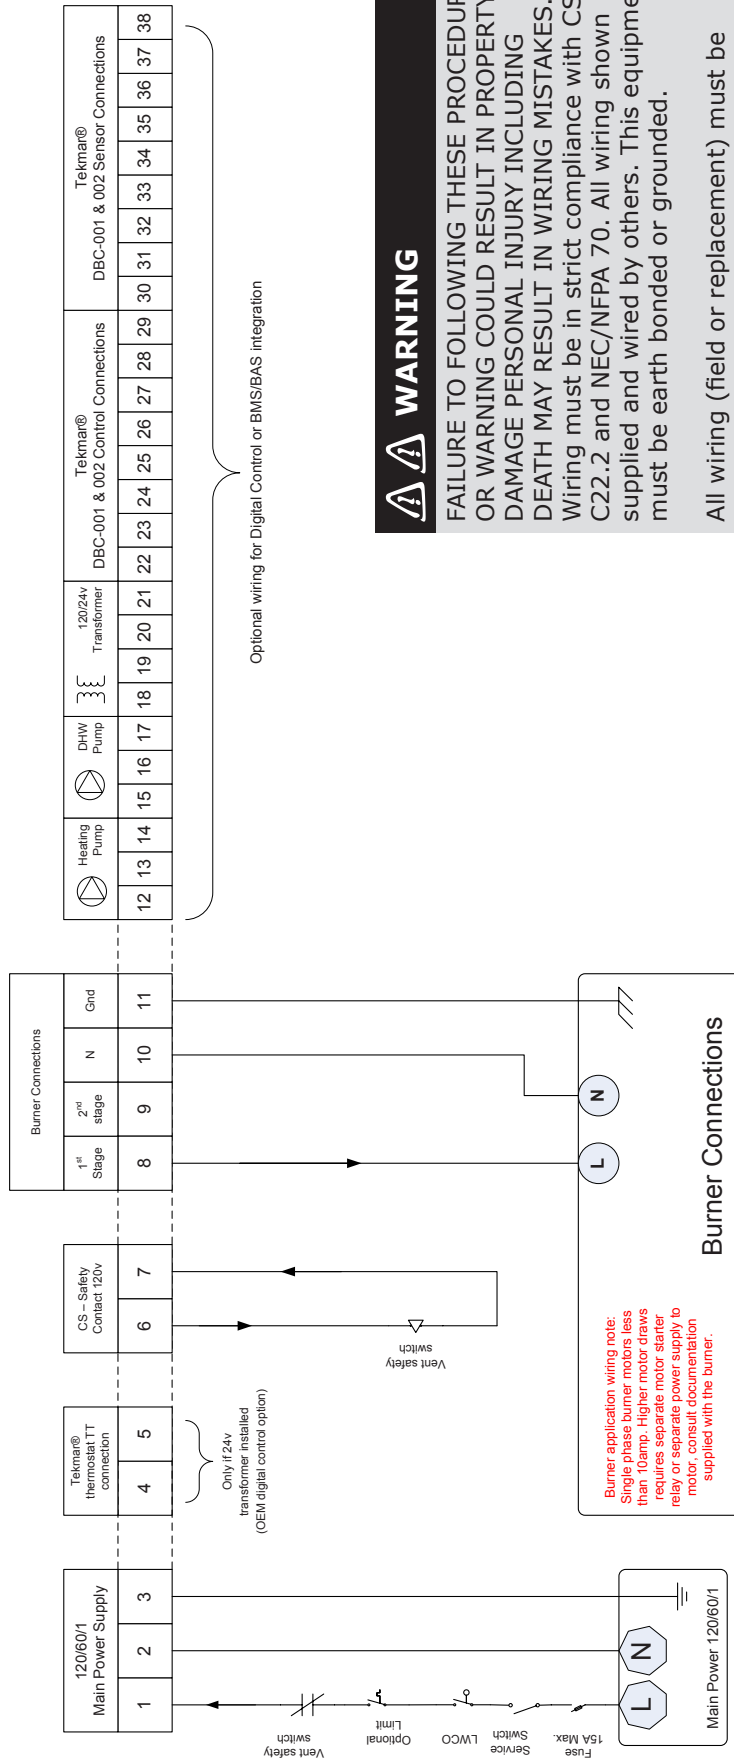 120/60/1
Main Power Supply
1 2 3
Tekmar®
thermostat TT
connection
4 5
CS – Safety
Contact 120v
6 7
Burner Connections
1st
Stage
2nd
stage
N
Gnd
8 9 10 11
Heating
Pump
DHW
Pump
120/24v
Transformer
Tekmar®
DBC-001 & 002 Control Connections
Tekmar®
DBC-001 & 002 Sensor Connections
12 13 14 15 16 17 18 19 20 21 22 23 24 25 26 27 28 29 30 31 32 33 34 35 36 37 38
Only if 24v
transformer installed
(OEM digital control option)
Vent safety
switch
Optional wiring for Digital Control or BMS/BAS integration
Vent safety
switch
Optional
Limit
LWCO
Service
Switch
Fuse
15A Max.
L N
Main Power 120/60/1
L N
Burner application wiring note:
Single phase burner motors less
than 10amp. Higher motor draws
requires separate motor starter
relay or separate power supply to
motor, consult documentation
supplied with the burner.
Burner Connections
WARNING
FAILURE TO FOLLOWING THESE
OR WARNING COULD RESULT IN PROPERTY
DAMAGE PERSONAL INJURY INCLUDING
DEATH MAY RESULT IN WIRING MISTAKES.
Wiring must be in strict compliance with
C22.2 and NEC/NFPA 70. All wiring shown
supplied and wired by others. This
must be earth bonded or grounded.
All wiring (field or replacement) must be